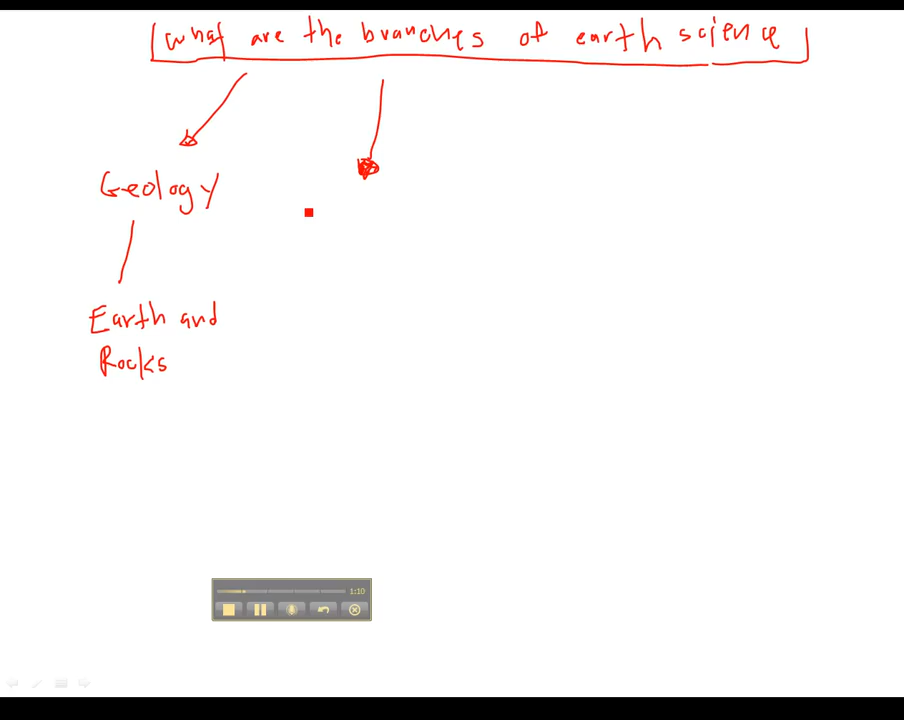 What are the branches of earth science
Geology
Earth and
Rocks
1:10